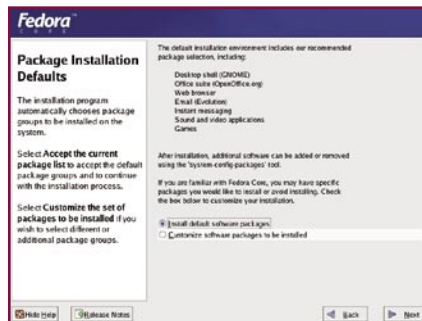 Fedora™
CORE
Package Installation
Defaults
The installation program
automatically chooses package
groups to be installed on the
system.
Select Accept the current
package list to accept the default
package groups and to continue
with the installation process.
Select Customize the set of
packages to be installed if you
wish to select different or
additional package groups.
Hide Help
Release Notes
The default installation environment includes our recommended
package selection, including:
Desktop shell (GNOME)
Office suite (OpenOffice.org)
Web browser
Email (Evolution)
Instant messaging
Sound and video applications
Games
After installation, additional software can be added or removed
using the 'system-config-packages' tool.
If you are familiar with Fedora Core, you may have specific
packages you would like to install or avoid installing. Check
the box below to customize your installation.
Install default software packages
Customize software packages to be installed
Back
Next